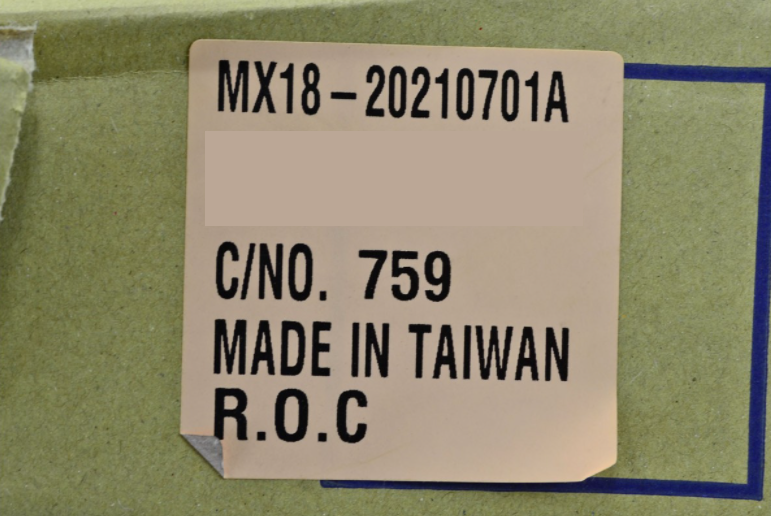 MX18-20210701A
C/NO. 759
MADE IN TAIWAN
R.O.C